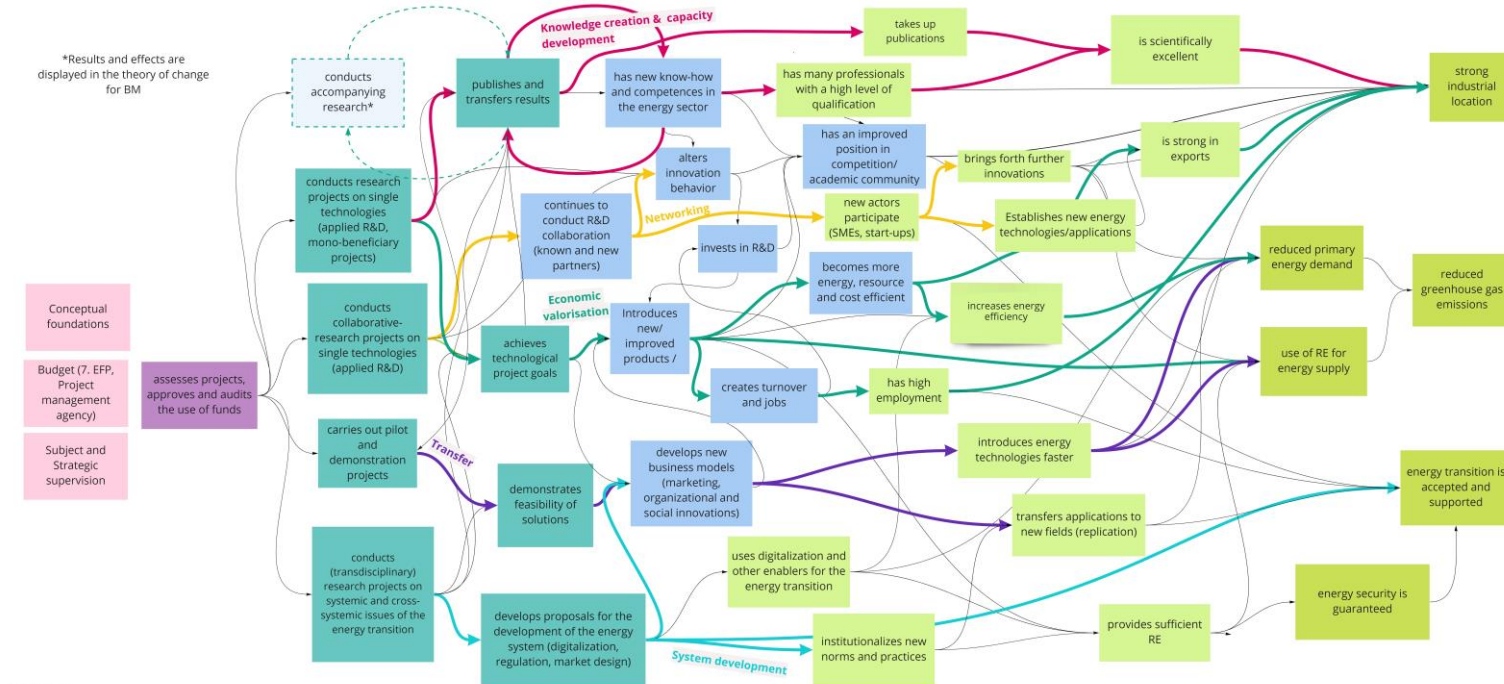 *Results and effects are
displayed in the theory of change
for BM
Conceptual
foundations
Budget (7. EFP,
Project
management
agency)
Subject and
Strategic
supervision
assesses projects,
approves and audits
the use of funds
conducts
accompanying
research*
conducts research
projects on single
technologies
(applied R&D,
mono-beneficiary
projects)
conducts
collaborative-
research projects on
single technologies
(applied R&D)
carries out pilot and
demonstration
projects
conducts
(transdisciplinary)
research projects on
systemic and cross-
systemic issues of the
energy transition
publishes and
transfers results
achieves
technological
project goals
demonstrates
feasibility of
solutions
develops proposals for the
development of the energy
system (digitalization,
regulation, market design)
Knowledge creation & capacity
development
Networking
Economic
valorisation
Transfer
System development
has new know-how
and competences in
the energy sector
alters
innovation
behavior
continues to
conduct R&D
collaboration
(known and new
partners)
invests in R&D
Introduces
new/
improved
products /
has an improved
position in
competition/
academic community
becomes more
energy, resource
and cost efficient
creates turnover
and jobs
develops new
business models
(marketing,
organizational and
social innovations)
takes up
publications
has many professionals
with a high level of
qualification
is scientifically
excellent
is strong in
exports
brings forth further
innovations
new actors
participate
(SMEs, start-ups)
Establishes new energy
technologies/applications
increases energy
efficiency
has high
employment
introduces energy
technologies faster
transfers applications to
new fields (replication)
uses digitalization and
other enablers for the
energy transition
institutionalizes new
norms and practices
provides sufficient
RE
strong
industrial
location
reduced primary
energy demand
reduced
greenhouse gas
emissions
use of RE for
energy supply
energy transition is
accepted and
supported
energy security is
guaranteed